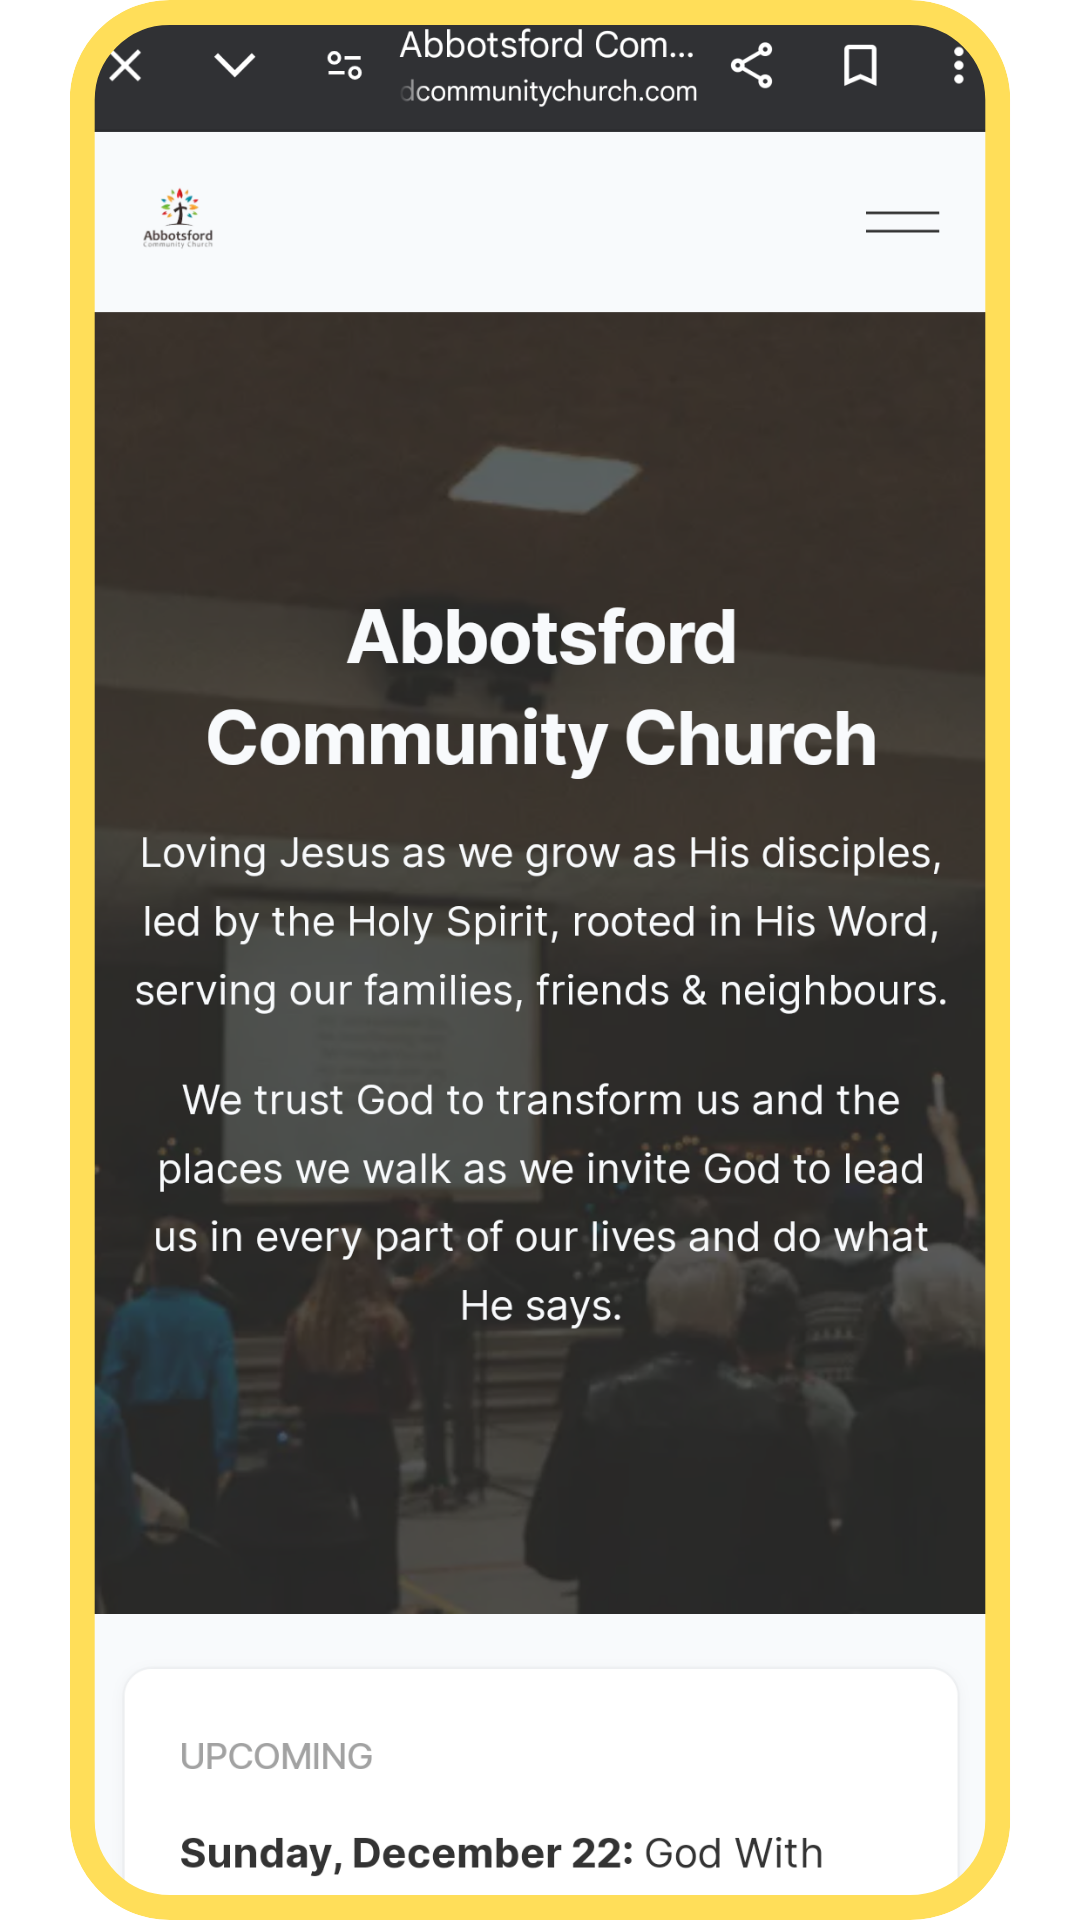 Abbotsford Com...
dcommunitychurch.com
Abbotsford
Community Church
Abbotsford
Community Church
Loving Jesus as we grow as His disciples,
led by the Holy Spirit, rooted in His Word,
serving our families, friends & neighbours.
We trust God to transform us and the
places we walk as we invite God to lead
us in every part of our lives and do what
He says.
UPCOMING
Sunday, December 22: God With